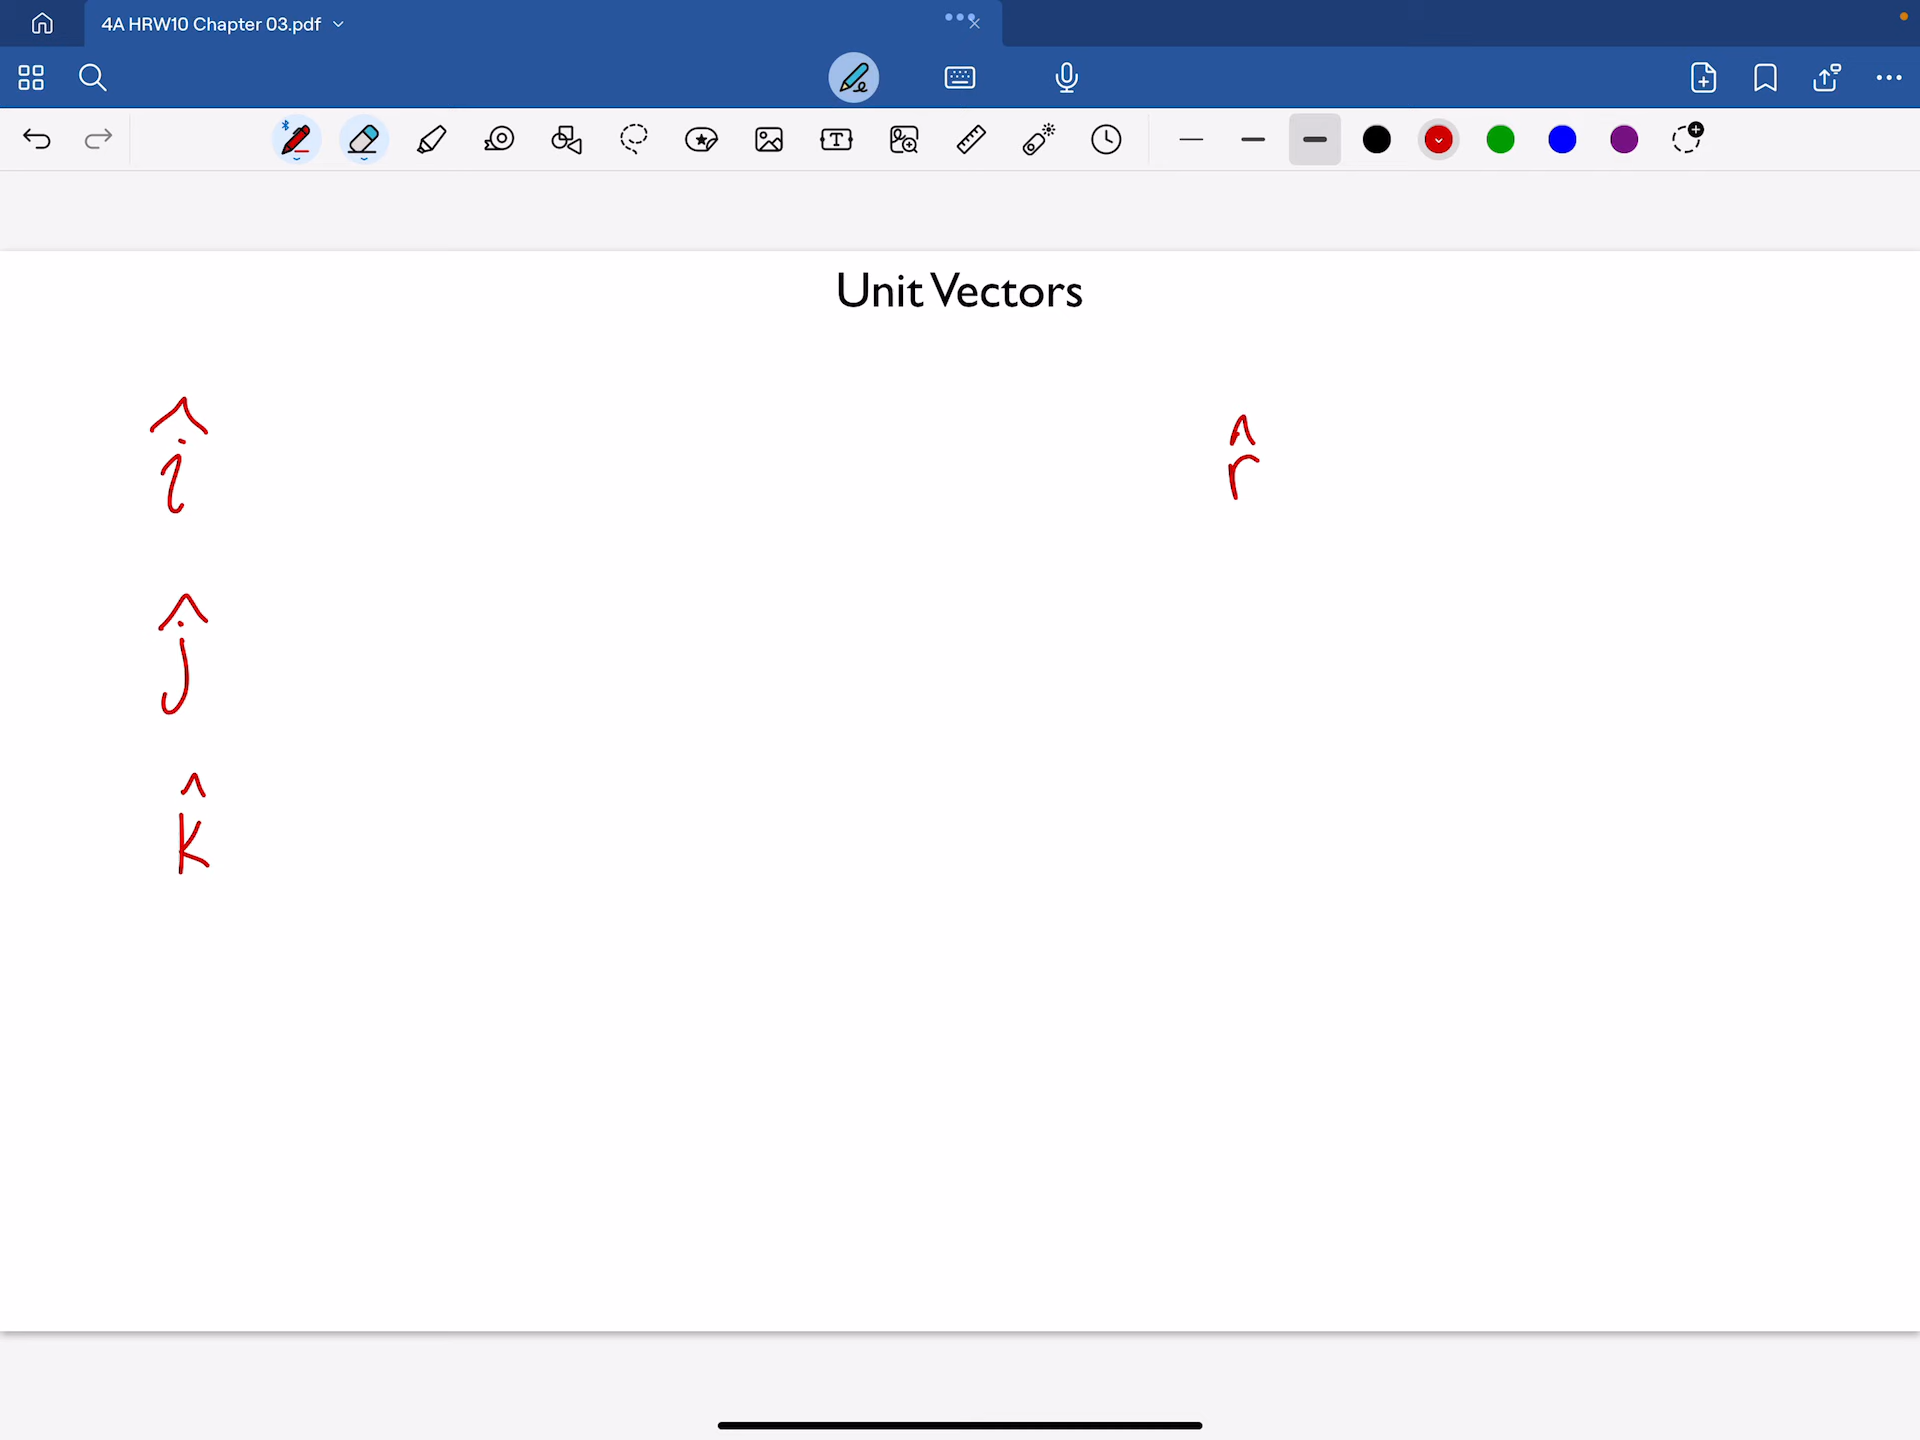 4A HRW10 Chapter 03.pdf
Unit Vectors
î
r̂
ĵ
k̂